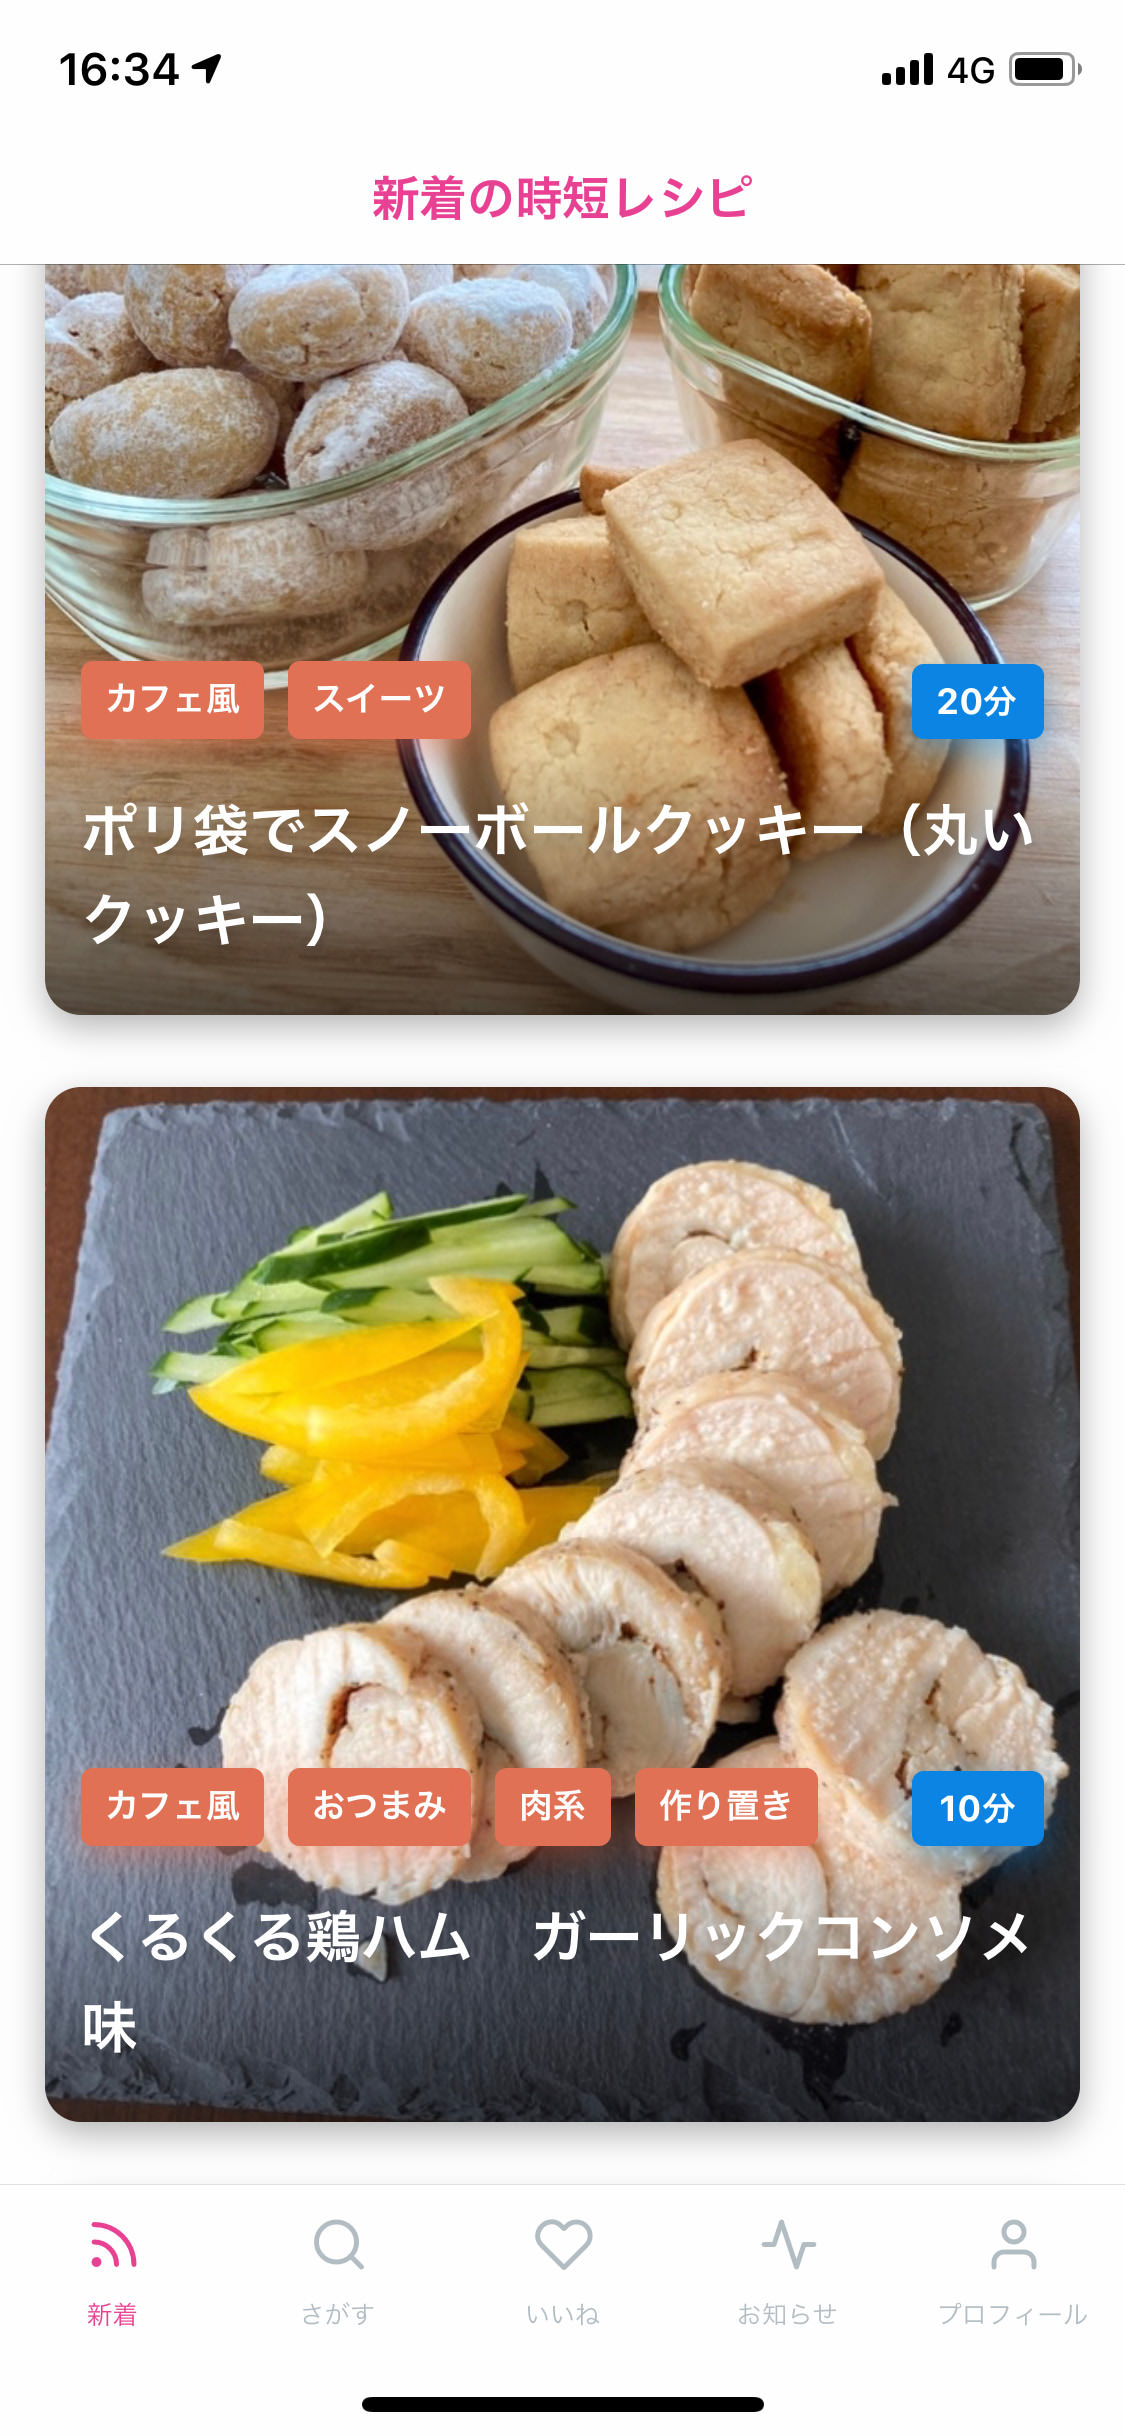 16:34
4G
新着の時短レシピ
カフェ風 スイーツ 20分
ポリ袋でスノーボールクッキー（丸い
クッキー）
カフェ風 おつまみ 肉系 作り置き 10分
くるくる鶏ハム　ガーリックコンソメ
味
新着 さがす いいね お知らせ プロフィール